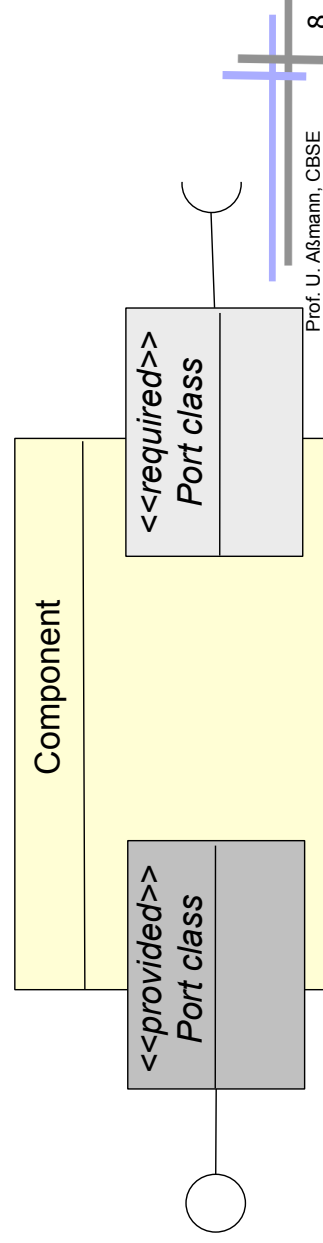 Component
<<provided>>
Port class
<<required>>
Port class
Prof. U. Aßmann, CBSE
8